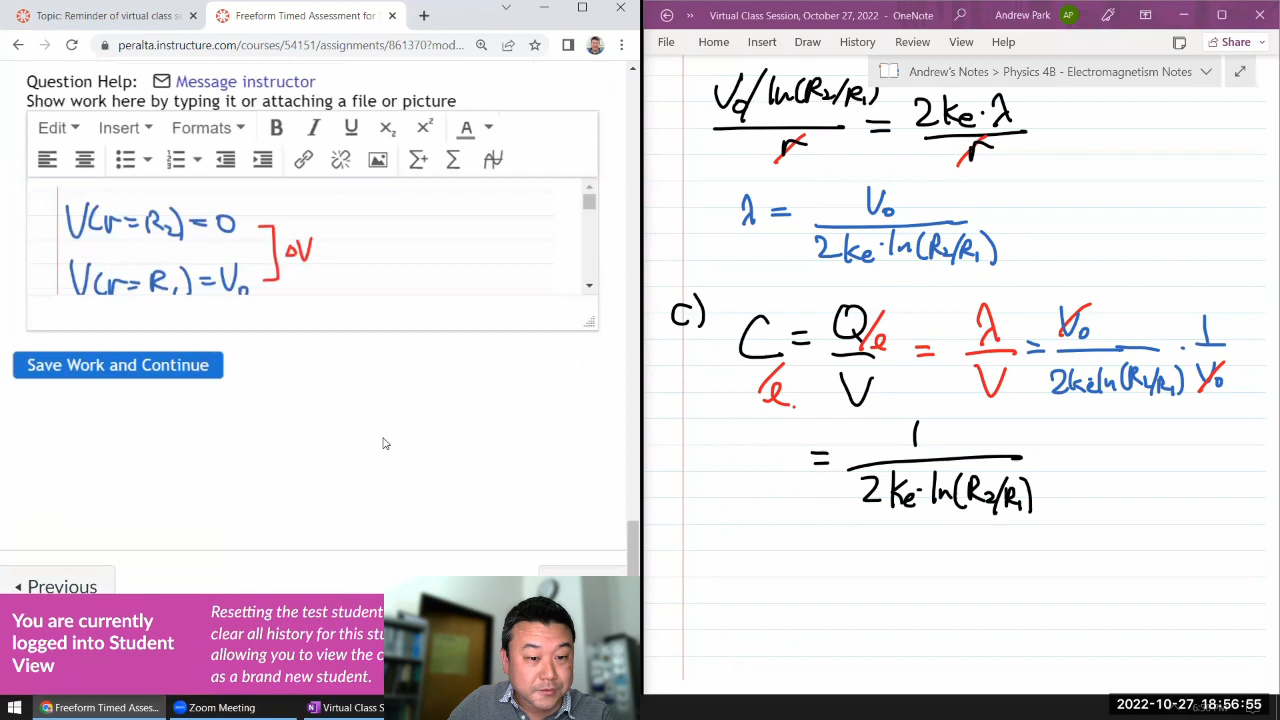 Topic: Reminder of virtual class se
Freeform Timed Assessment for
peralta.instructure.com/courses/54151/assignments/861370?mod...
Question Help: Message instructor
Show work here by typing it or attaching a file or picture
Edit Insert Formats B I U X₂ X² A
V(r=R₂)=0
V(r=R₁)=V₀
ΔV
Save Work and Continue
Previous
You are currently
logged into Student
View
Resetting the test student
clear all history for this stu
allowing you to view the c
as a brand new student.
Virtual Class Session, October 27, 2022 - OneNote
Andrew Park AP
File Home Insert Draw History Review View Help Share
Andrew's Notes > Physics 4B - Electromagnetism Notes
V₀/ln(R₂/R₁) / r = 2ke·λ / r
λ = V₀ / 2ke·ln(R₂/R₁)
c) C/ℓ = Q/ℓ / V = λ / V = V₀ / 2ke ln(R₂/R₁) · 1 / V₀
= 1 / 2ke·ln(R₂/R₁)
Freeform Timed Asses...
Zoom Meeting
Virtual Class S
2022-10-27 18:56:55